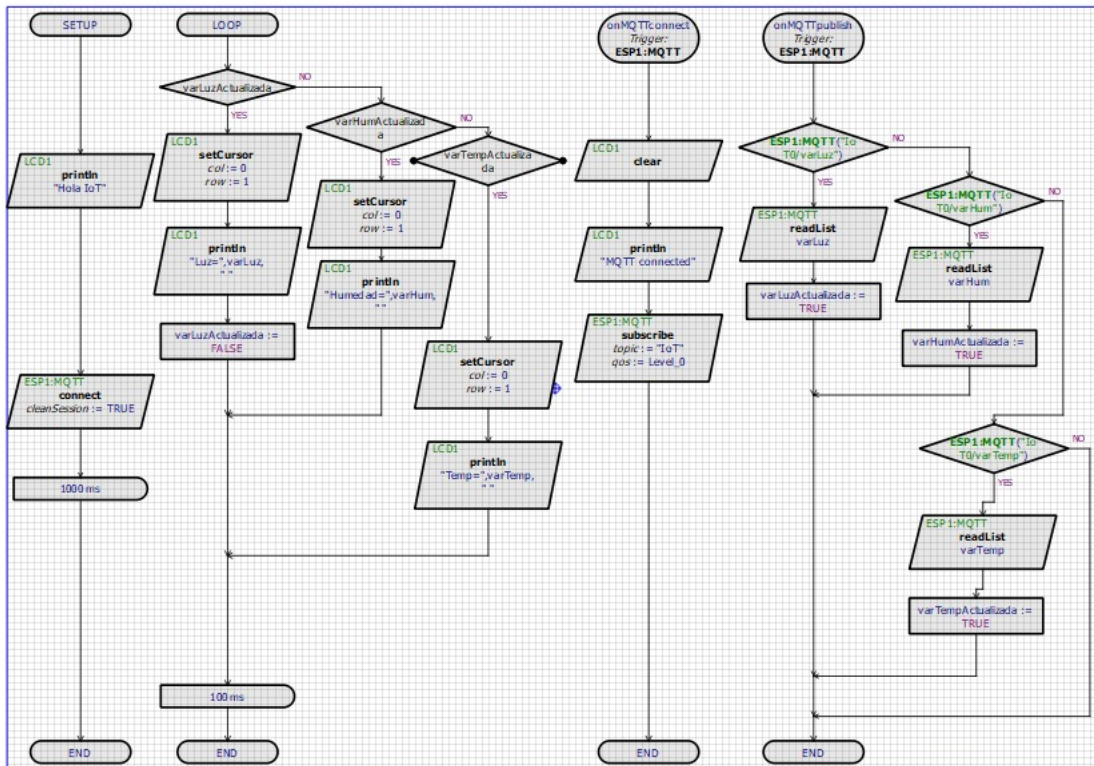 SETUP
LCD1
println
"Hola IoT"
ESP1:MQTT
connect
cleanSession := TRUE
1000 ms
END
LOOP
varLuzActualizada
NO
YES
LCD1
setCursor
col := 0
row := 1
LCD1
println
"Luz=",varLuz,
" "
varLuzActualizada :=
FALSE
varHumActualizad
a
NO
YES
LCD1
setCursor
col := 0
row := 1
LCD1
println
"Humedad=",varHum,
" "
varTempActualiza
da
YES
LCD1
setCursor
col := 0
row := 1
LCD1
println
"Temp=",varTemp,
" "
100 ms
END
onMQTTconnect
Trigger:
ESP1:MQTT
LCD1
clear
LCD1
println
"MQTT connected"
ESP1:MQTT
subscribe
topic := "IoT"
qos := Level_0
END
onMQTTpublish
Trigger:
ESP1:MQTT
ESP1:MQTT("Io
T0/varLuz")
NO
YES
ESP1:MQTT
readList
varLuz
varLuzActualizada :=
TRUE
ESP1:MQTT("Io
T0/varHum")
NO
YES
ESP1:MQTT
readList
varHum
varHumActualizada :=
TRUE
ESP1:MQTT("Io
T0/varTemp")
NO
YES
ESP1:MQTT
readList
varTemp
varTempActualizada :=
TRUE
END